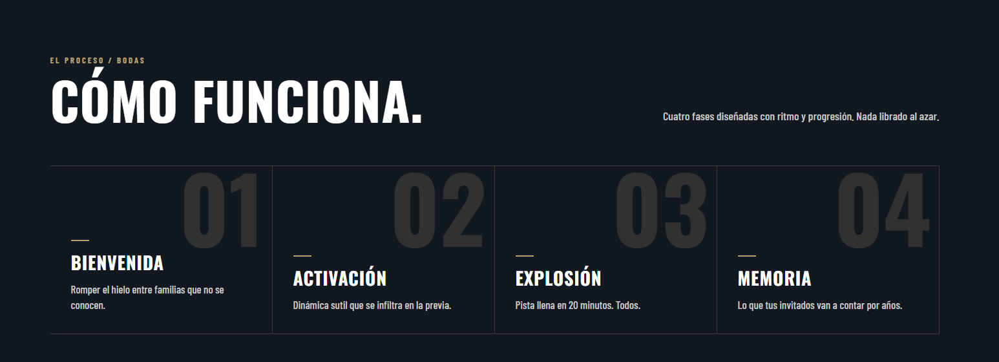 EL PROCESO / BODAS
CÓMO FUNCIONA.
Cuatro fases diseñadas con ritmo y progresión. Nada librado al azar.
01
BIENVENIDA
Romper el hielo entre familias que no se
conocen.
02
ACTIVACIÓN
Dinámica sutil que se infiltra en la previa.
03
EXPLOSIÓN
Pista llena en 20 minutos. Todos.
04
MEMORIA
Lo que tus invitados van a contar por años.